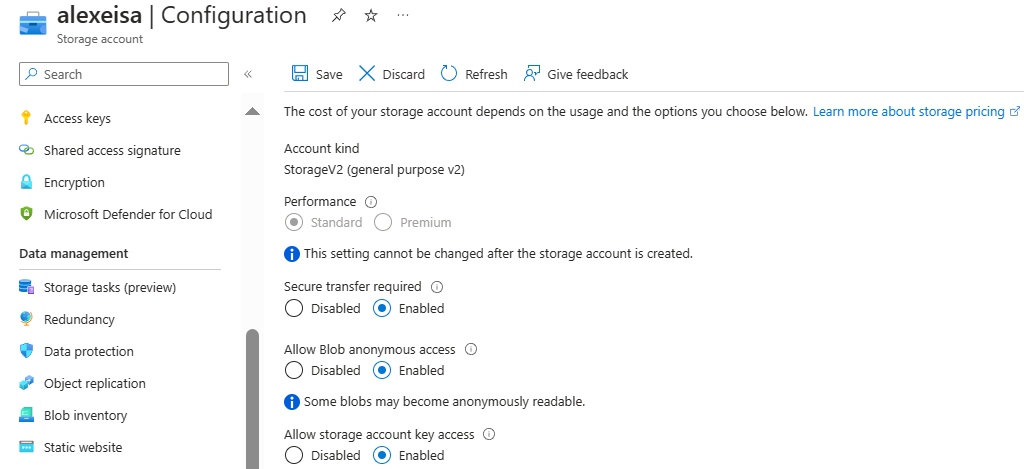 alexeisa | Configuration
Storage account
Search
Access keys
Shared access signature
Encryption
Microsoft Defender for Cloud
Data management
Storage tasks (preview)
Redundancy
Data protection
Object replication
Blob inventory
Static website
Save Discard Refresh Give feedback
The cost of your storage account depends on the usage and the options you choose below. Learn more about storage pricing
Account kind
StorageV2 (general purpose v2)
Performance
Standard Premium
This setting cannot be changed after the storage account is created.
Secure transfer required
Disabled Enabled
Allow Blob anonymous access
Disabled Enabled
Some blobs may become anonymously readable.
Allow storage account key access
Disabled Enabled